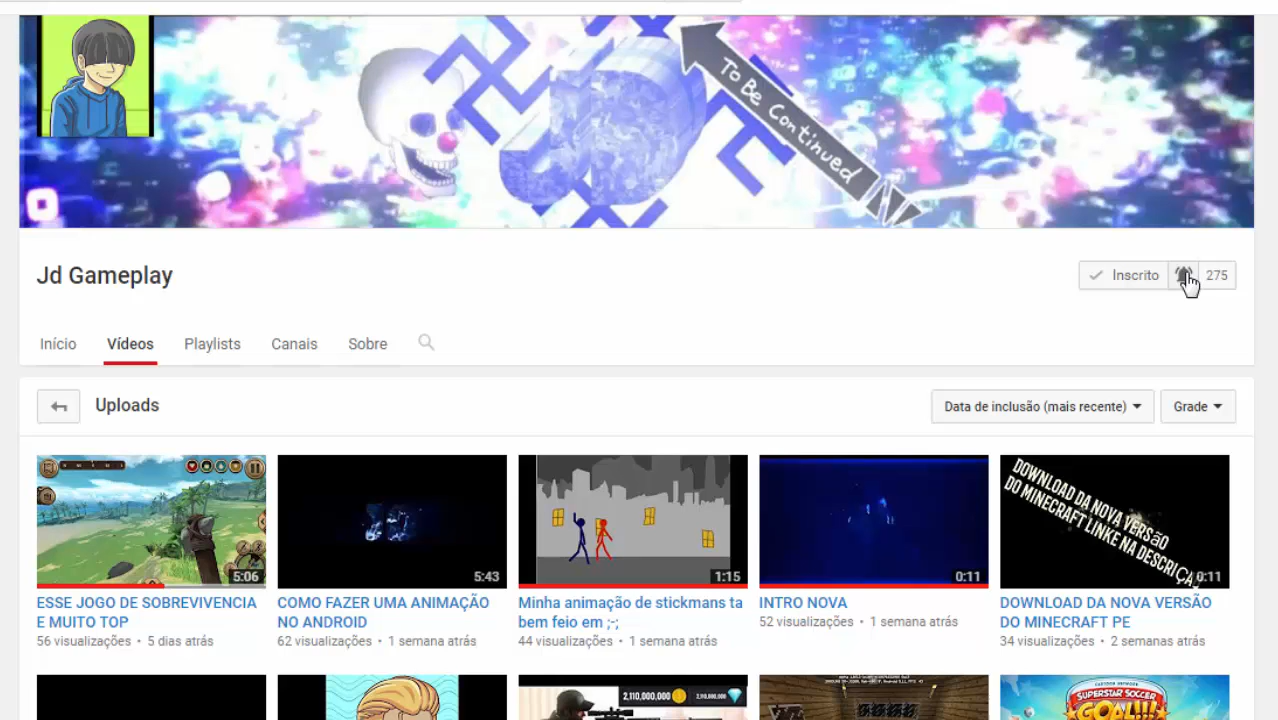 To Be Continued
Jd Gameplay
Inscrito
275
Início
Vídeos
Playlists
Canais
Sobre
Uploads
Data de inclusão (mais recente)
Grade
5:06
5:43
1:15
0:11
DOWNLOAD DA NOVA VERSãO
DO MINECRAFT LINKE NA DESCRIÇA
0:11
ESSE JOGO DE SOBREVIVENCIA
E MUITO TOP
56 visualizações • 5 dias atrás
COMO FAZER UMA ANIMAÇÃO
NO ANDROID
62 visualizações • 1 semana atrás
Minha animação de stickmans ta
bem feio em ;-;
44 visualizações • 1 semana atrás
INTRO NOVA
52 visualizações • 1 semana atrás
DOWNLOAD DA NOVA VERSÃO
DO MINECRAFT PE
34 visualizações • 2 semanas atrás
2,110,000,000
CARTOON NETWORK
SUPERSTAR SOCCER
GOAL!!!